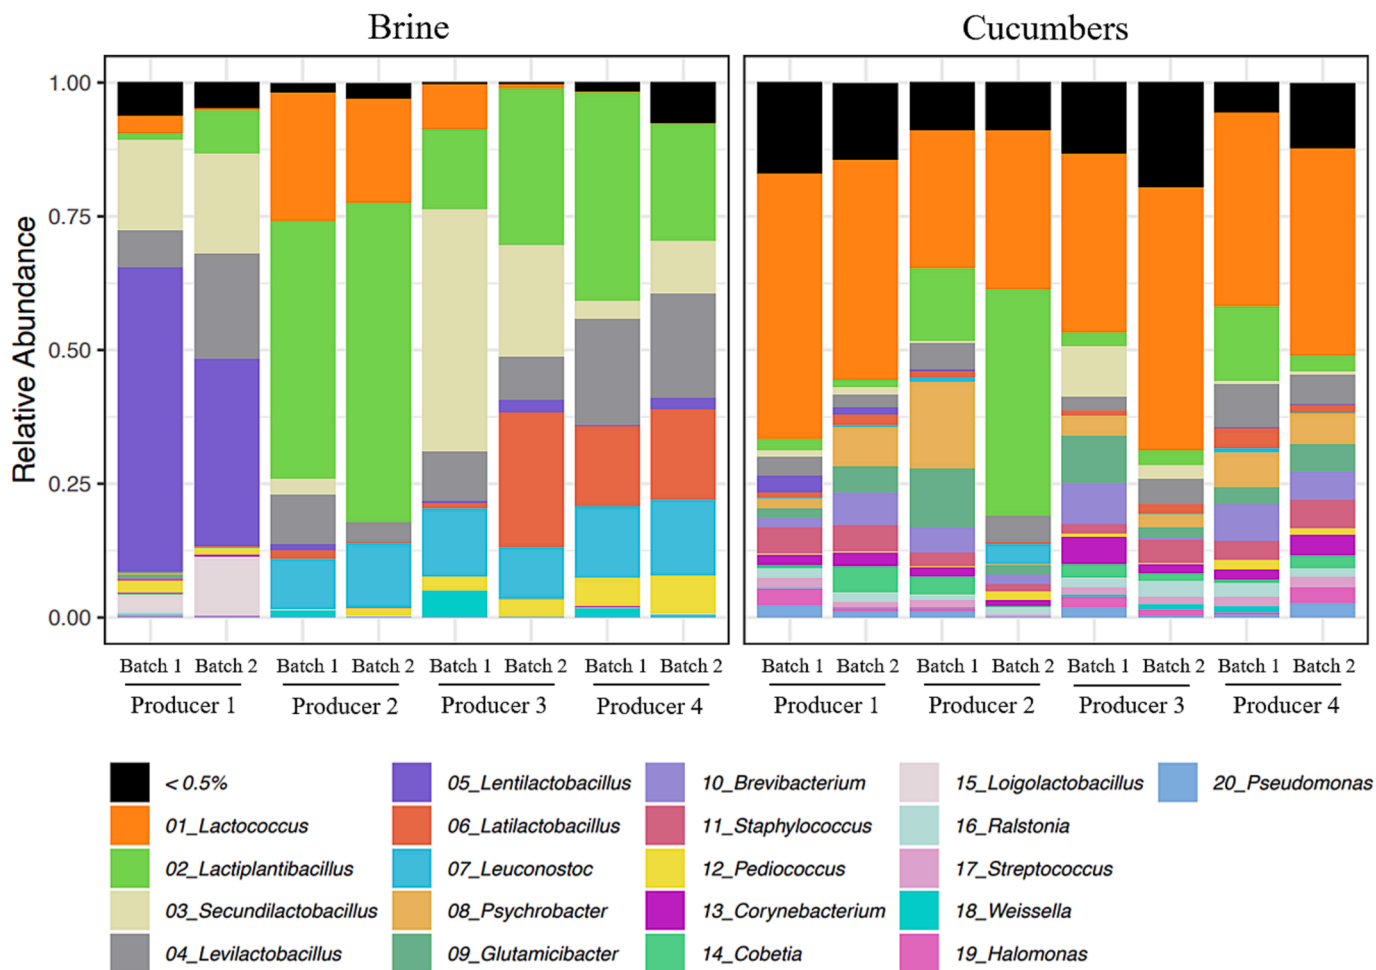 Brine Cucumbers
1.00
0.75
0.50
0.25
0.00
Relative Abundance
Batch 1 Batch 2 Batch 1 Batch 2 Batch 1 Batch 2 Batch 1 Batch 2 Batch 1 Batch 2 Batch 1 Batch 2 Batch 1 Batch 2 Batch 1 Batch 2
Producer 1 Producer 2 Producer 3 Producer 4 Producer 1 Producer 2 Producer 3 Producer 4
< 0.5% 05_Lentilactobacillus 10_Brevibacterium 15_Loigolactobacillus 20_Pseudomonas
01_Lactococcus 06_Latilactobacillus 11_Staphylococcus 16_Ralstonia
02_Lactiplantibacillus 07_Leuconostoc 12_Pediococcus 17_Streptococcus
03_Secundilactobacillus 08_Psychrobacter 13_Corynebacterium 18_Weissella
04_Levilactobacillus 09_Glutamicibacter 14_Cobetia 19_Halomonas